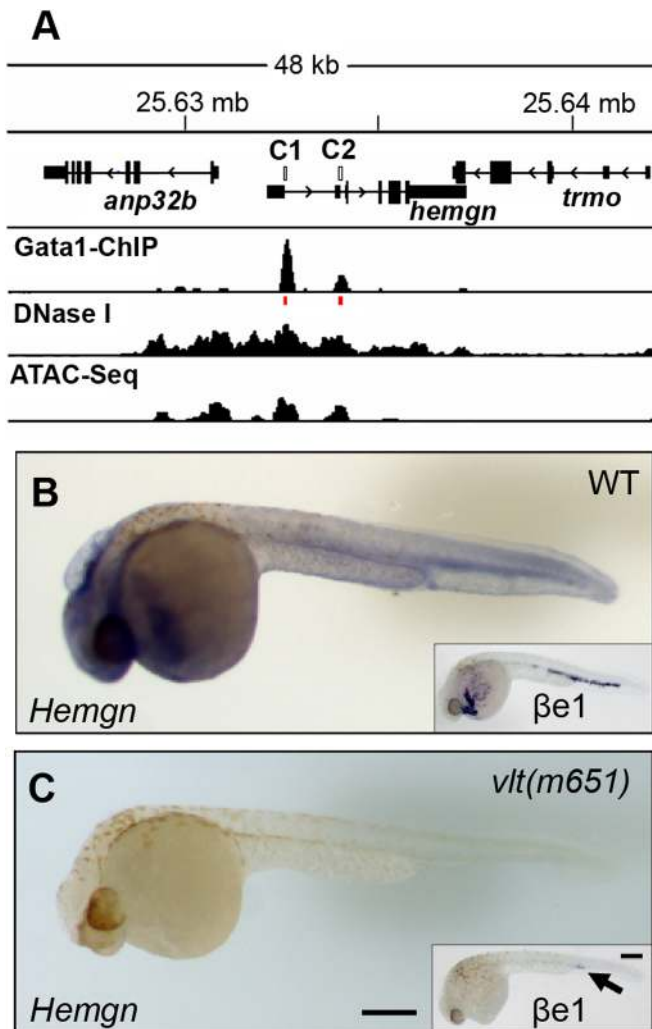 A
48 kb
25.63 mb 25.64 mb
C1 C2
anp32b hemgn trmo
Gata1-ChIP
DNase I
ATAC-Seq
B WT
Hemgn βe1
C vlt(m651)
Hemgn βe1